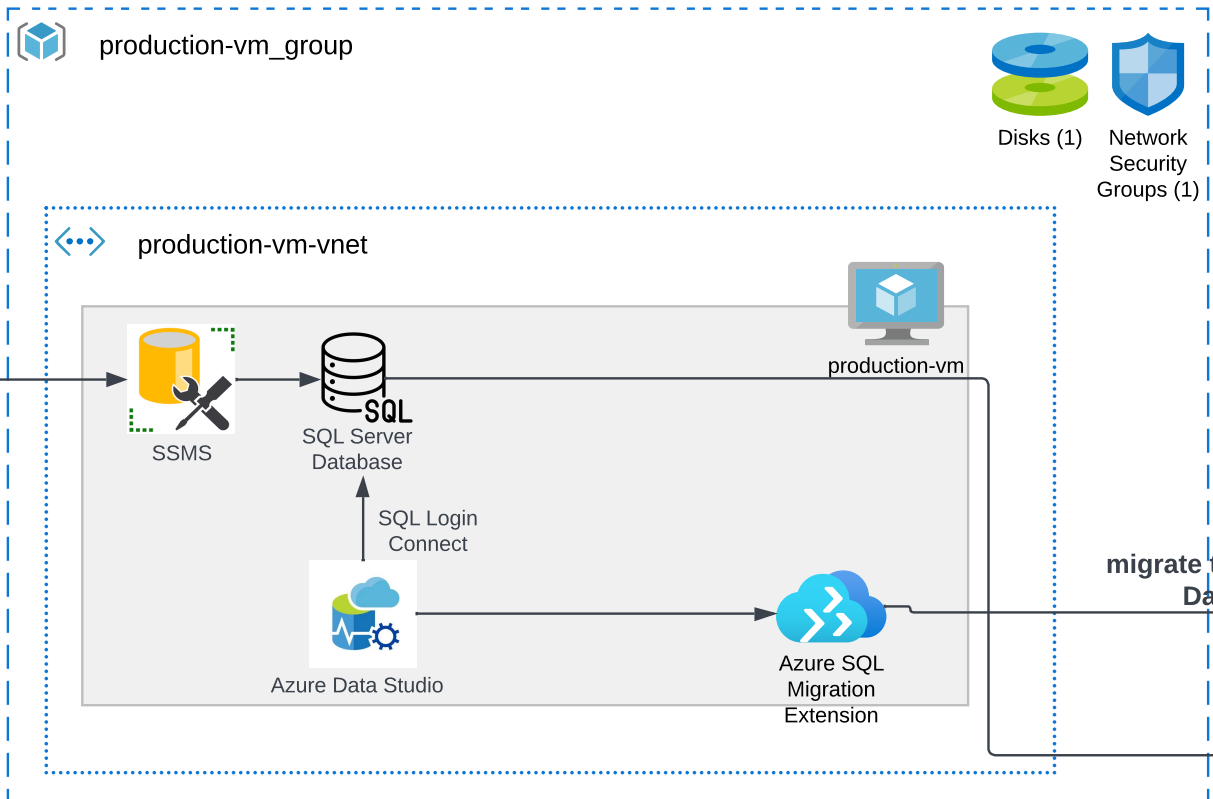 production-vm_group
Disks (1)
Network
Security
Groups (1)
production-vm-vnet
production-vm
SQL
SSMS
SQL Server
Database
SQL Login
Connect
migrate
Da
Azure Data Studio
Azure SQL
Migration
Extension